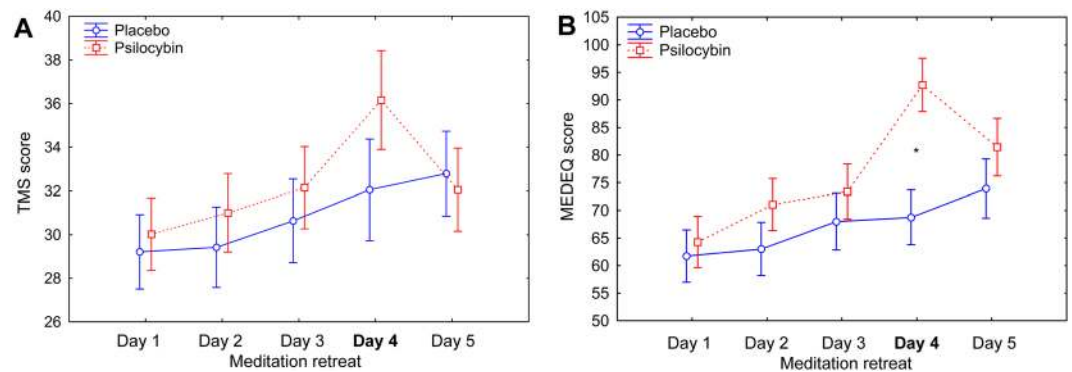 A
Placebo
Psilocybin
TMS score
40
38
36
34
32
30
28
26
Day 1 Day 2 Day 3 Day 4 Day 5
Meditation retreat
B
Placebo
Psilocybin
MEDEQ score
105
100
95
90
85
80
75
70
65
60
55
50
*
Day 1 Day 2 Day 3 Day 4 Day 5
Meditation retreat